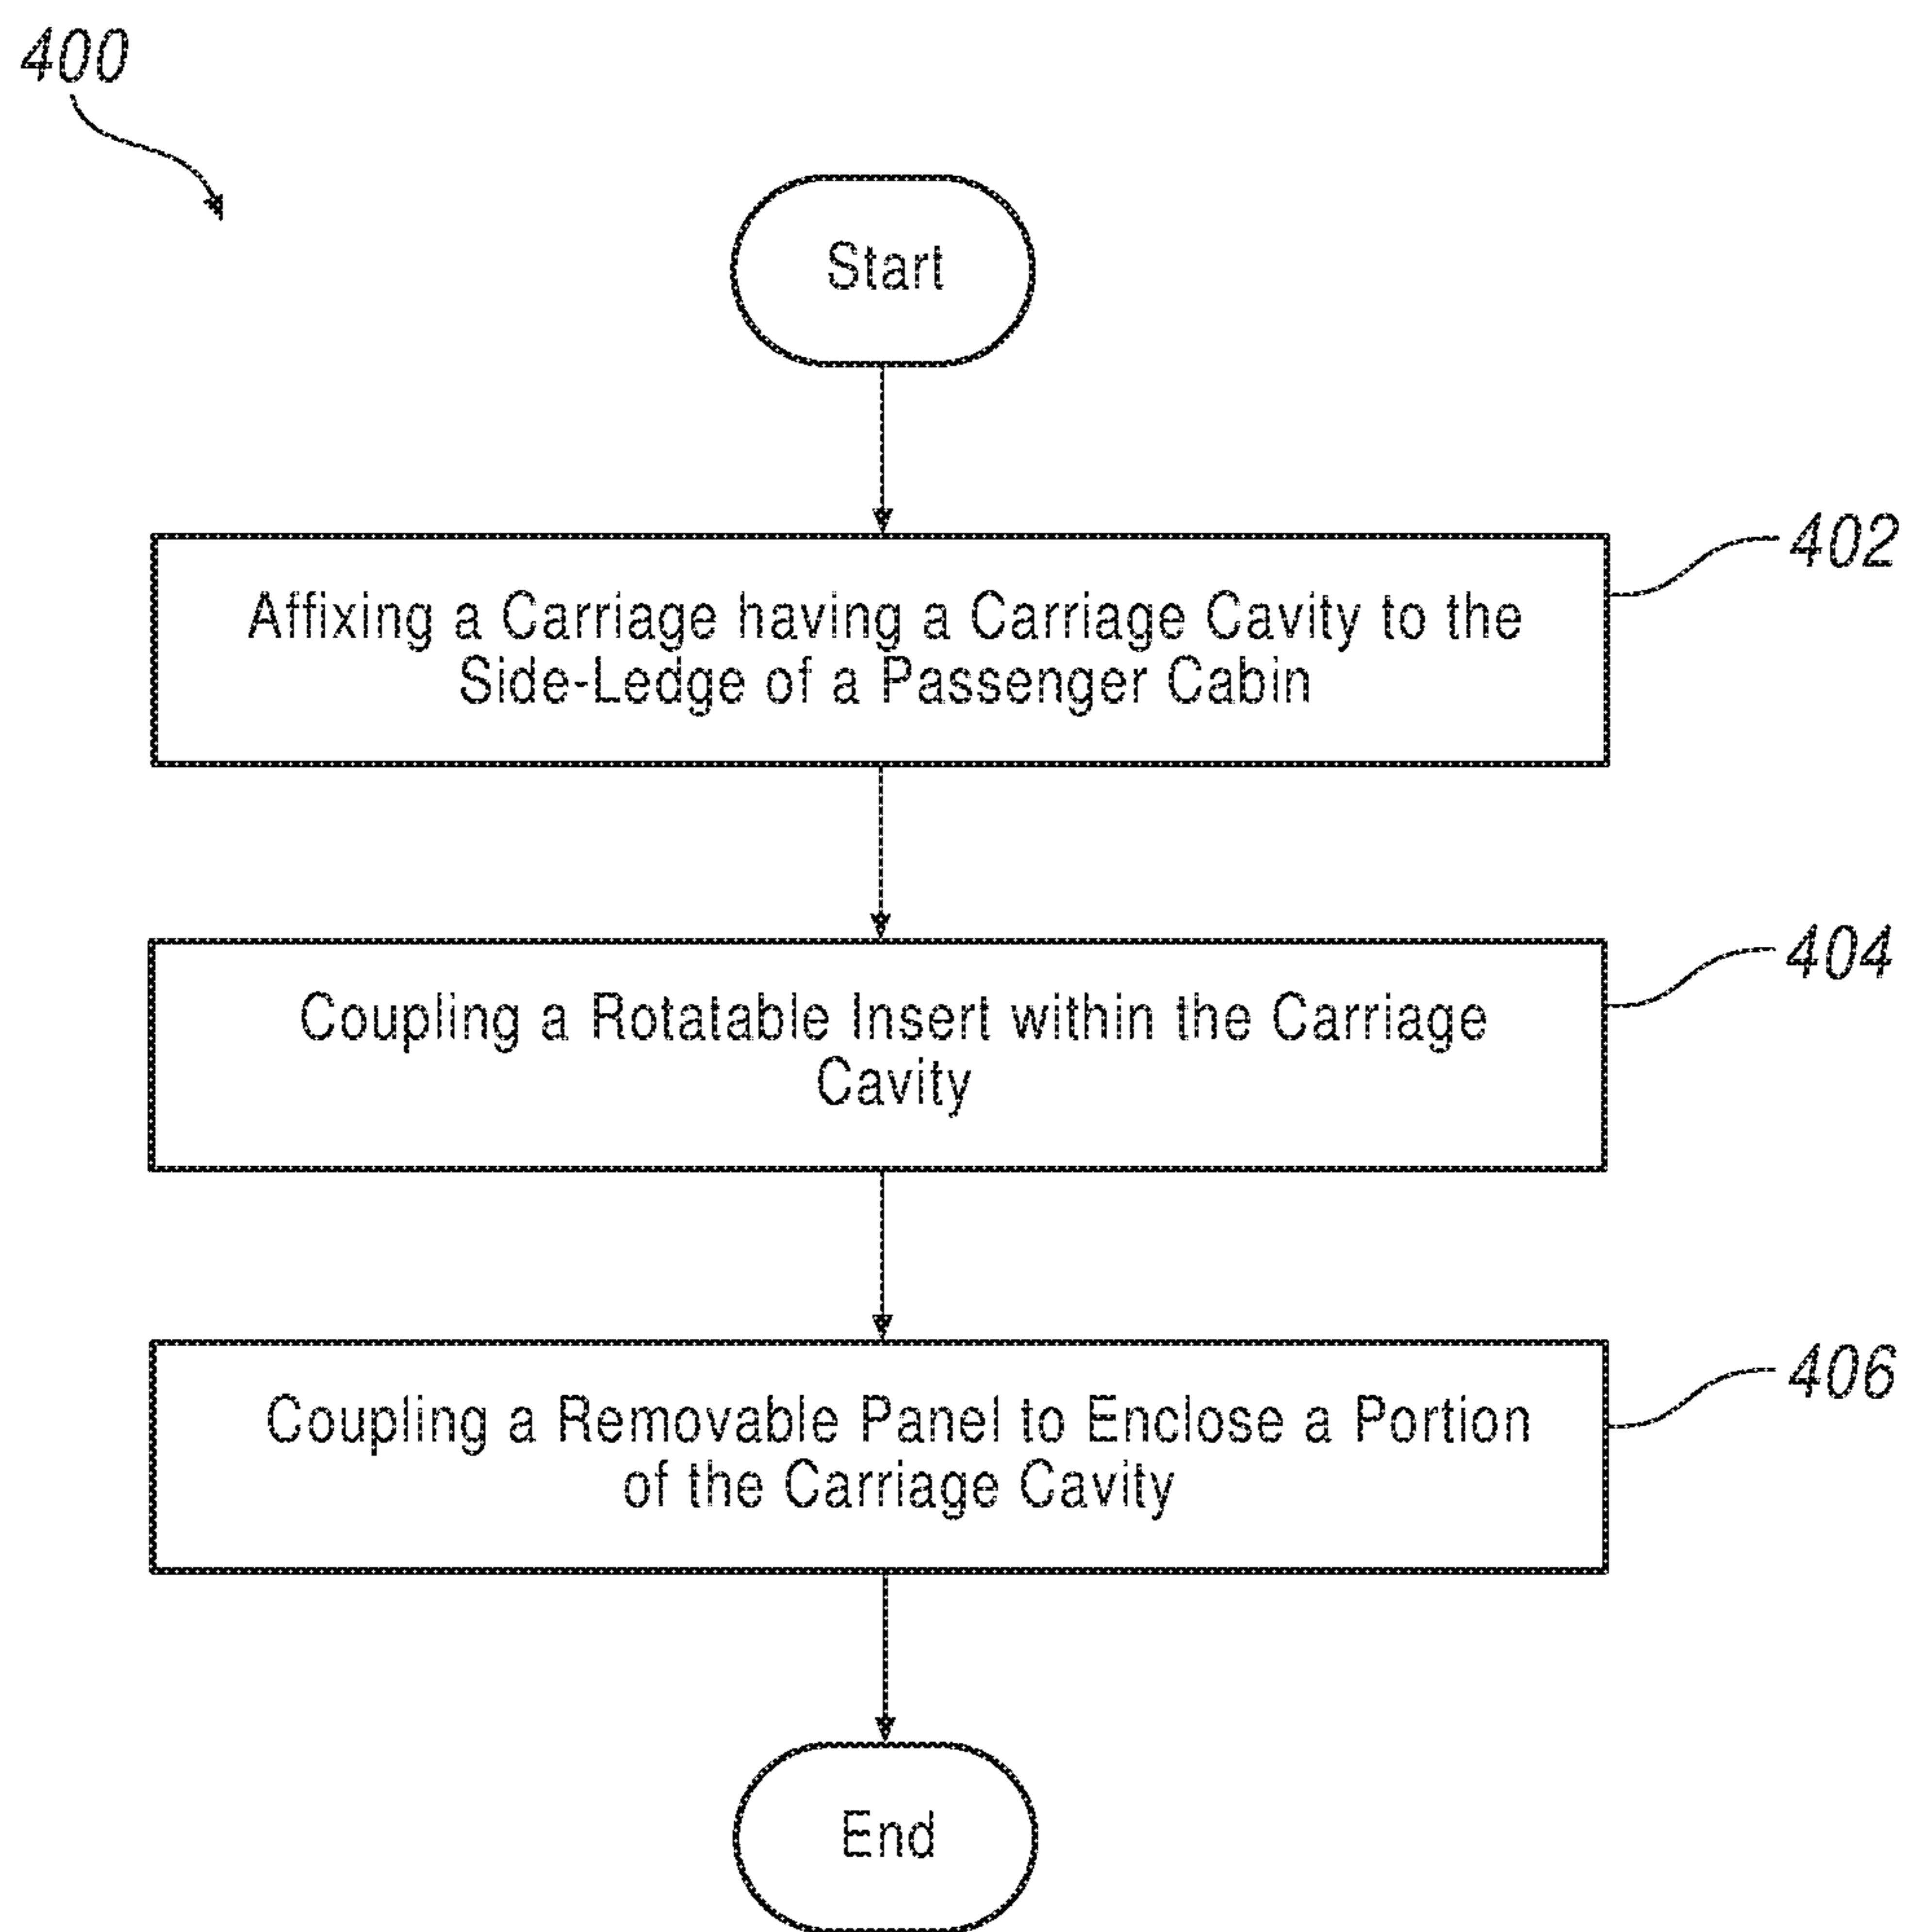 400
Start
Affixing a Carriage having a Carriage Cavity to the
Side-Ledge of a Passenger Cabin
402
Coupling a Rotatable Insert within the Carriage
Cavity
404
Coupling a Removable Panel to Enclose a Portion
of the Carriage Cavity
406
End